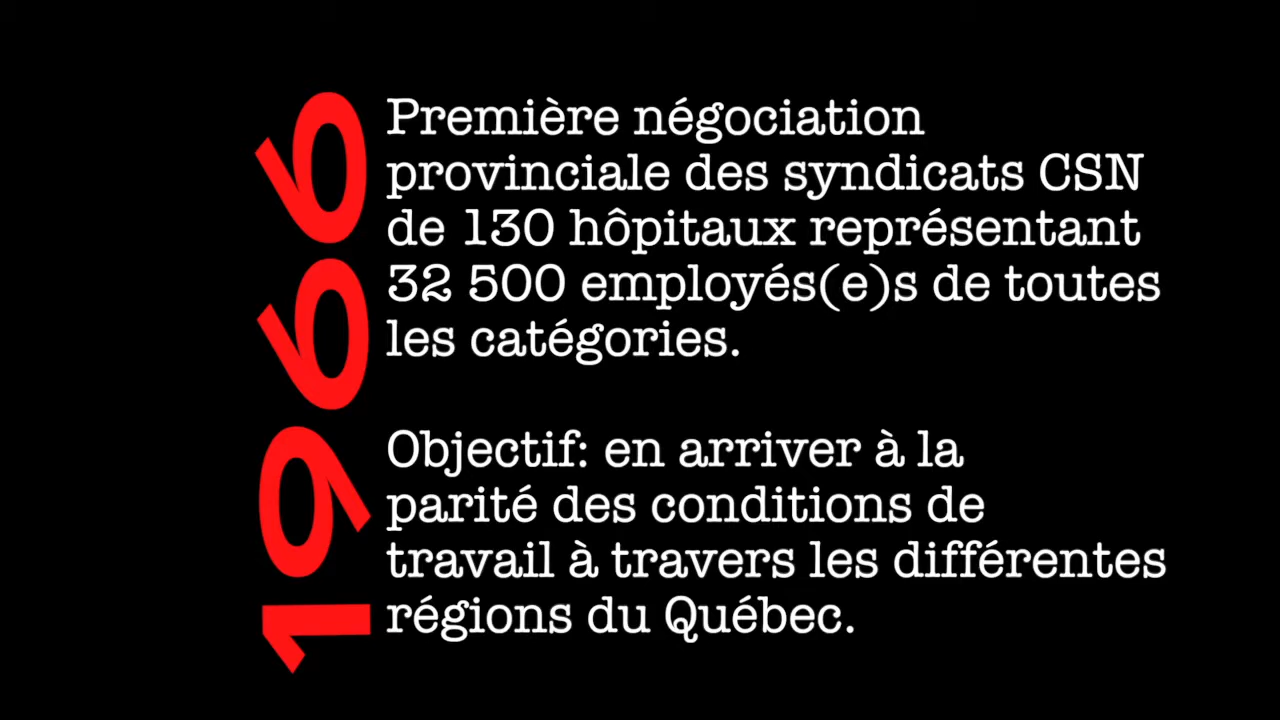 1966
Première négociation
provinciale des syndicats CSN
de 130 hôpitaux représentant
32 500 employés(e)s de toutes
les catégories.
Objectif: en arriver à la
parité des conditions de
travail à travers les différentes
régions du Québec.